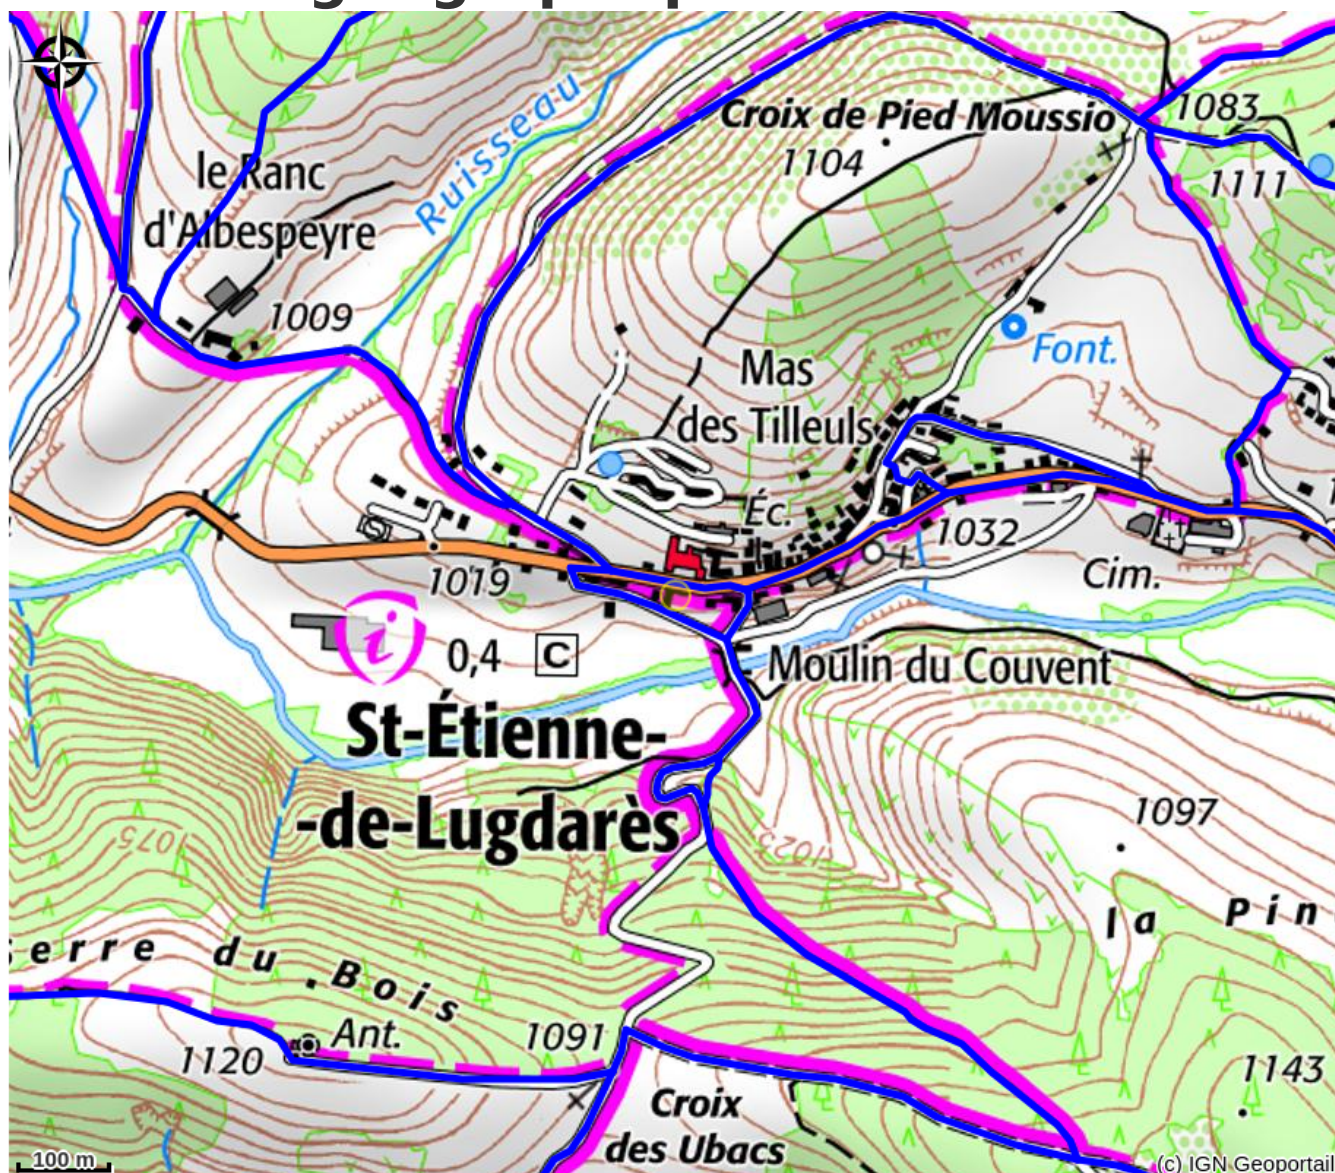 Ruisseau
Croix de Pied Moussio
1083
1104
1111
le Ranc
d'Albespeyre
1009
Font.
Mas
des Tilleuls
Éc.
1032
Cim.
1019
i
0,4
C
Moulin du Couvent
St-Étienne-
-de-Lugdarès
1097
1075
1025
la Pin
erre du Bois
Ant.
1091
1120
Croix
des Ubacs
1143
100 m
(c) IGN Geoportail